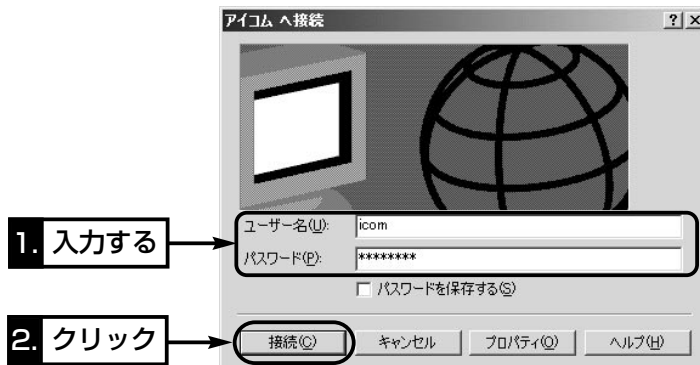 アイコム へ接続
? ×
ユーザー名(U): icom
1. 入力する
パスワード(P): ********
パスワードを保存する(S)
2. クリック
接続(C) キャンセル プロパティ(O) ヘルプ(H)